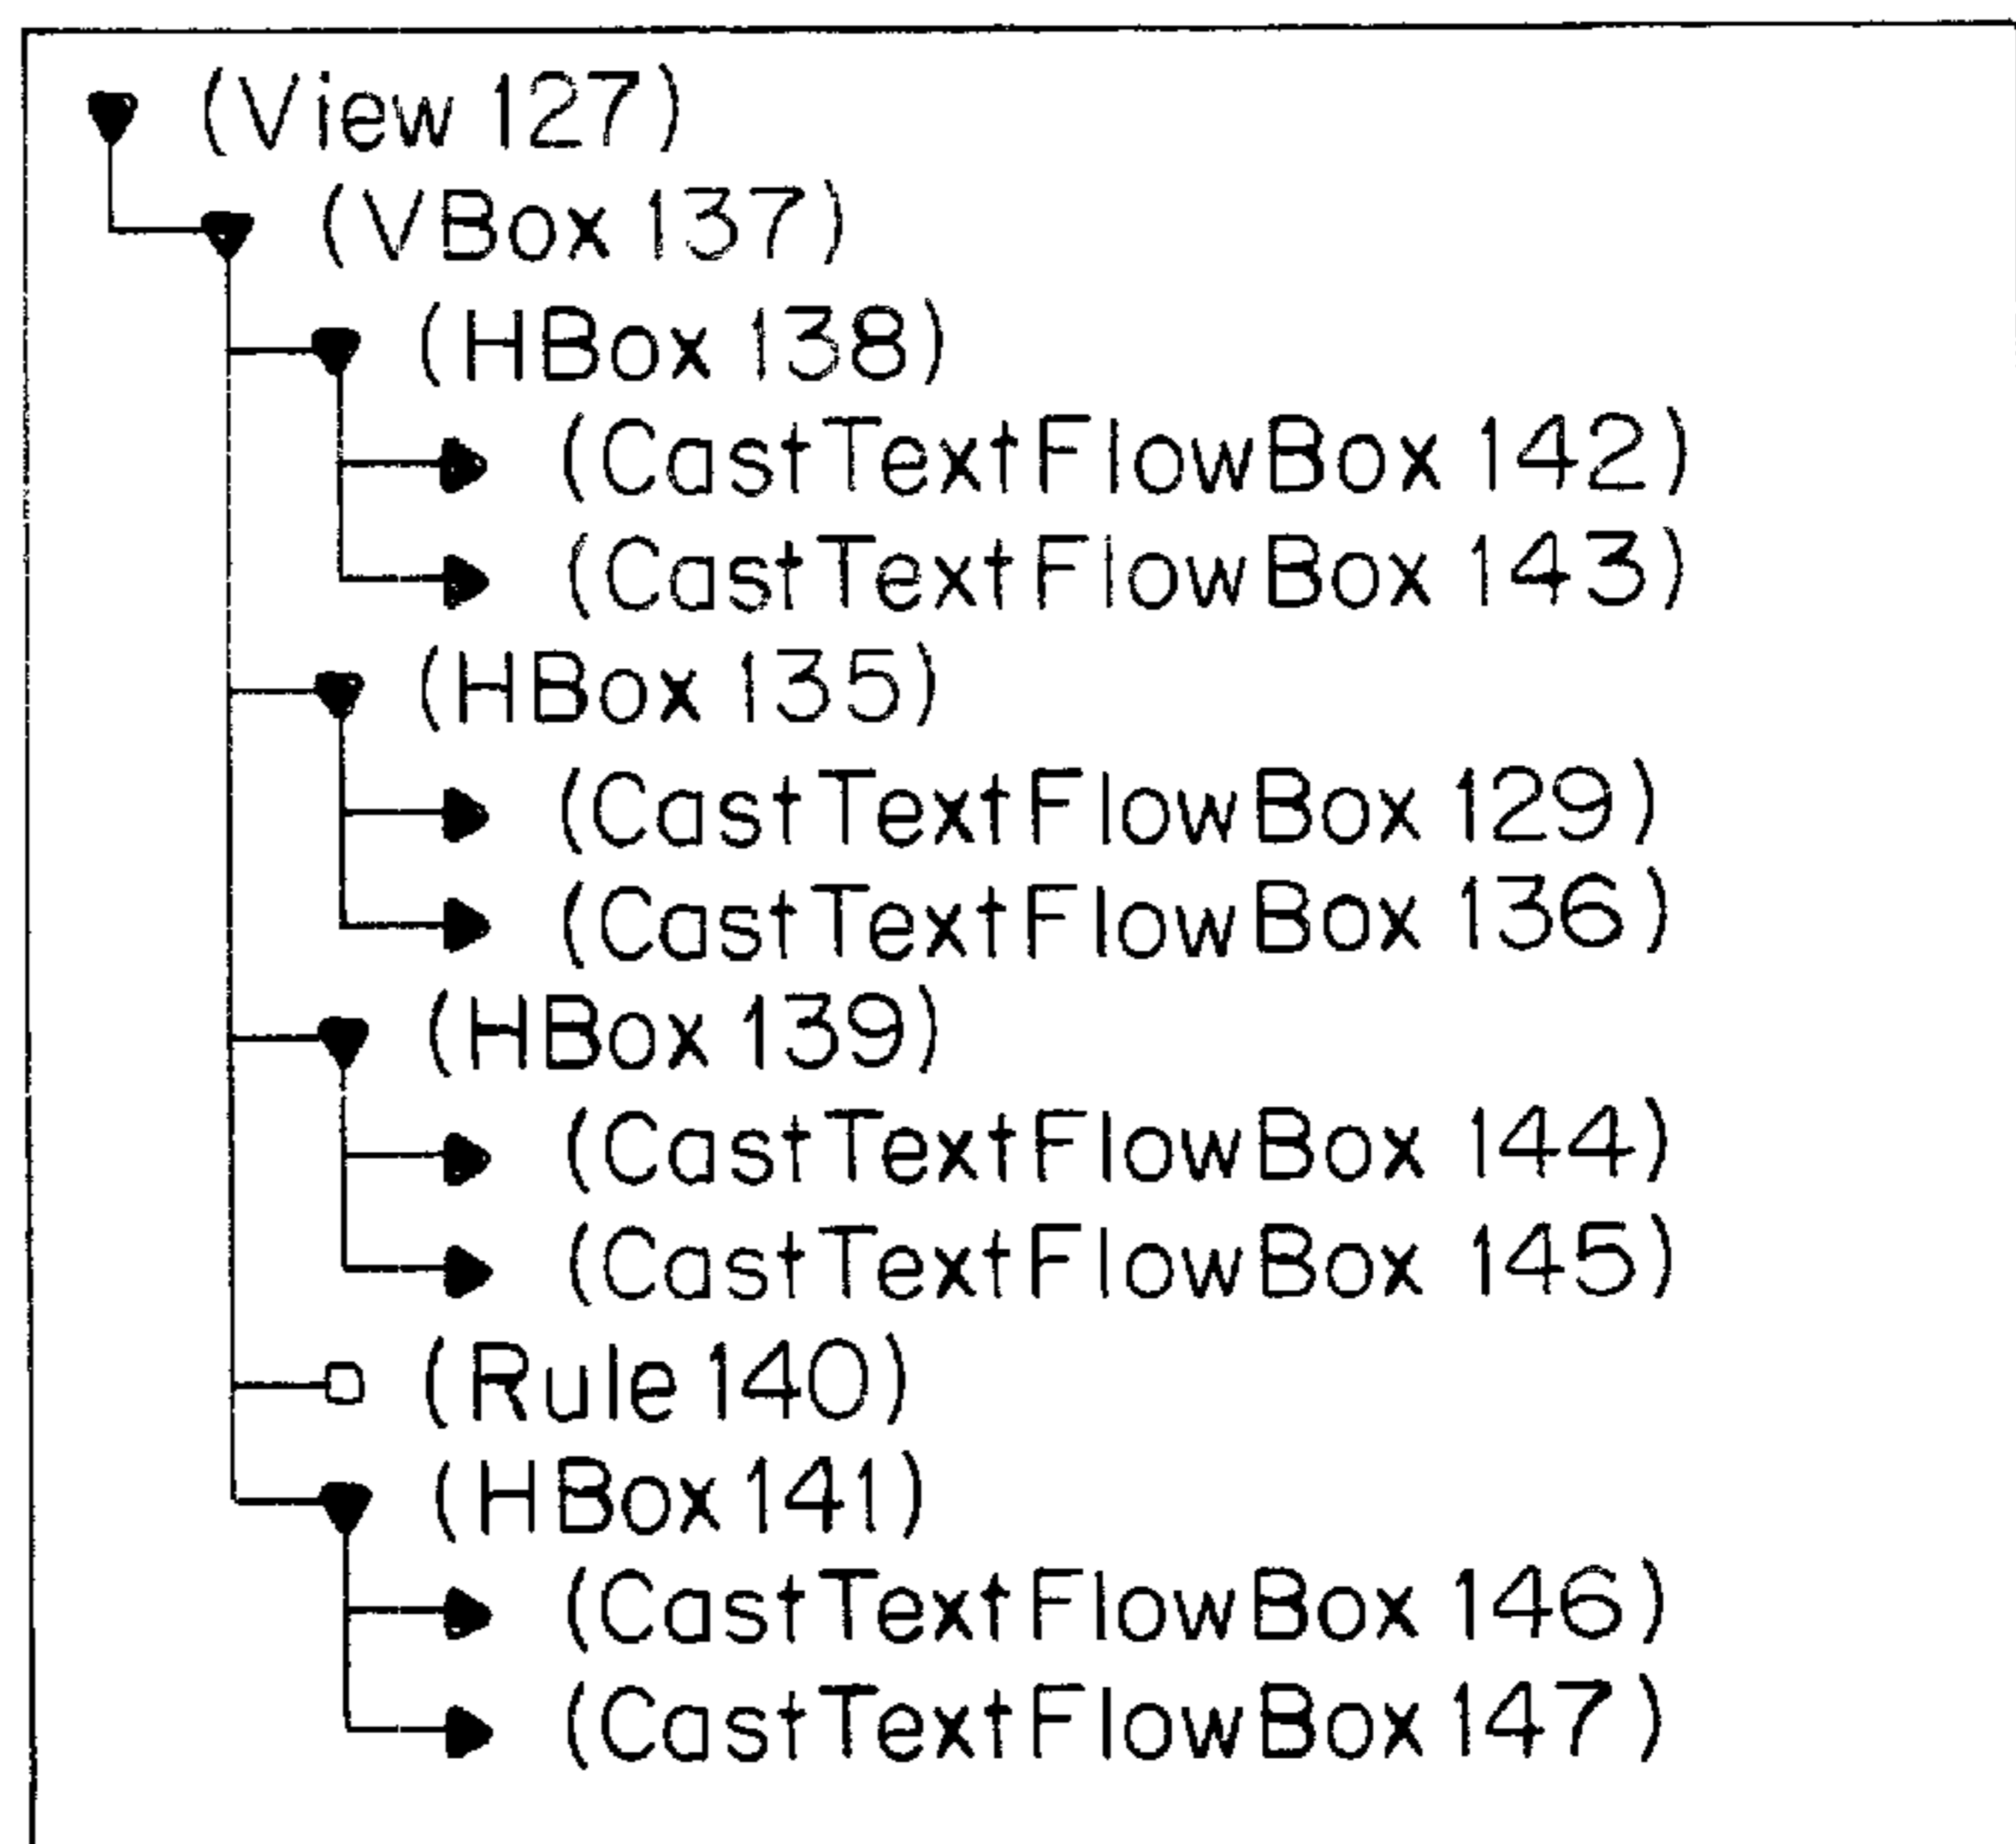 (View 127)
(VBox 137)
(HBox 138)
(CastTextFlowBox 142)
(CastTextFlowBox 143)
(HBox 135)
(CastTextFlowBox 129)
(CastTextFlowBox 136)
(HBox 139)
(CastTextFlowBox 144)
(CastTextFlowBox 145)
(Rule 140)
(HBox 141)
(CastTextFlowBox 146)
(CastTextFlowBox 147)